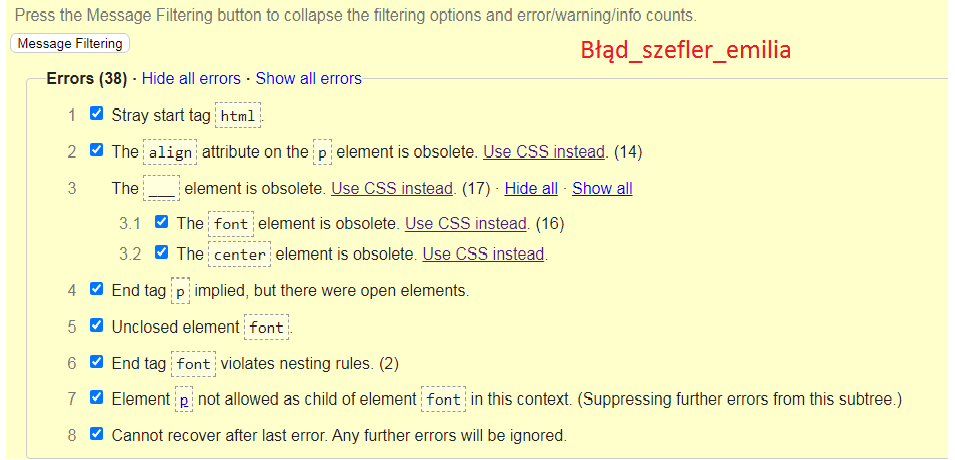 Press the Message Filtering button to collapse the filtering options and error/warning/info counts.
Message Filtering
Błąd_szefler_emilia
Errors (38) · Hide all errors · Show all errors
1 Stray start tag html.
2 The align attribute on the p element is obsolete. Use CSS instead. (14)
3 The ___ element is obsolete. Use CSS instead. (17) · Hide all · Show all
3.1 The font element is obsolete. Use CSS instead. (16)
3.2 The center element is obsolete. Use CSS instead.
4 End tag p implied, but there were open elements.
5 Unclosed element font.
6 End tag font violates nesting rules. (2)
7 Element p not allowed as child of element font in this context. (Suppressing further errors from this subtree.)
8 Cannot recover after last error. Any further errors will be ignored.